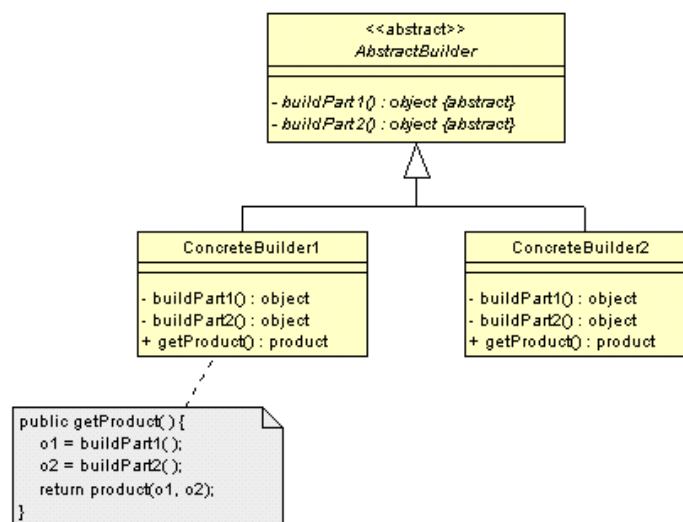 <<abstract>>
AbstractBuilder
- buildPart1() : object {abstract}
- buildPart2() : object {abstract}
ConcreteBuilder1
- buildPart1() : object
- buildPart2() : object
+ getProduct() : product
ConcreteBuilder2
- buildPart1() : object
- buildPart2() : object
+ getProduct() : product
public getProduct( ) {
o1 = buildPart1( );
o2 = buildPart2( );
return product(o1, o2);
}